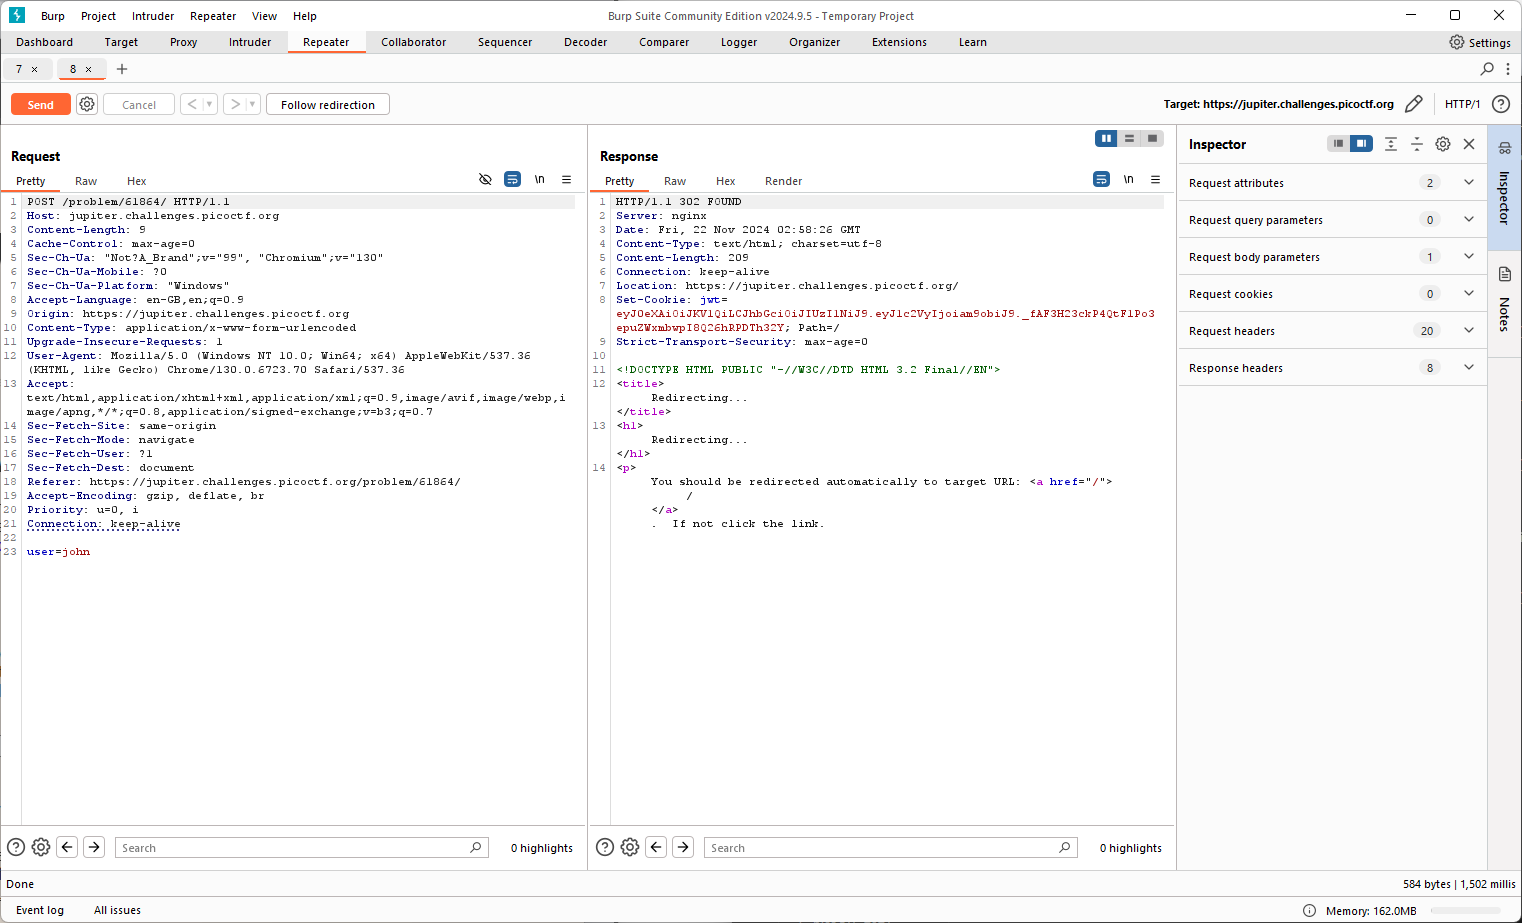 Burp Project Intruder Repeater View Help
Burp Suite Community Edition v2024.9.5 - Temporary Project
Dashboard Target Proxy Intruder Repeater Collaborator Sequencer Decoder Comparer Logger Organizer Extensions Learn
Settings
7 × 8 × +
Send Cancel < > Follow redirection
Target: https://jupiter.challenges.picoctf.org HTTP/1
Request
Pretty Raw Hex \n
1 POST /problem/61864/ HTTP/1.1
2 Host: jupiter.challenges.picoctf.org
3 Content-Length: 9
4 Cache-Control: max-age=0
5 Sec-Ch-Ua: "Not?A_Brand";v="99", "Chromium";v="130"
6 Sec-Ch-Ua-Mobile: ?0
7 Sec-Ch-Ua-Platform: "Windows"
8 Accept-Language: en-GB,en;q=0.9
9 Origin: https://jupiter.challenges.picoctf.org
10 Content-Type: application/x-www-form-urlencoded
11 Upgrade-Insecure-Requests: 1
12 User-Agent: Mozilla/5.0 (Windows NT 10.0; Win64; x64) AppleWebKit/537.36
(KHTML, like Gecko) Chrome/130.0.6723.70 Safari/537.36
13 Accept:
text/html,application/xhtml+xml,application/xml;q=0.9,image/avif,image/webp,i
mage/apng,*/*;q=0.8,application/signed-exchange;v=b3;q=0.7
14 Sec-Fetch-Site: same-origin
15 Sec-Fetch-Mode: navigate
16 Sec-Fetch-User: ?1
17 Sec-Fetch-Dest: document
18 Referer: https://jupiter.challenges.picoctf.org/problem/61864/
19 Accept-Encoding: gzip, deflate, br
20 Priority: u=0, i
21 Connection: keep-alive
22
23 user=john
Search
0 highlights
Response
Pretty Raw Hex Render \n
1 HTTP/1.1 302 FOUND
2 Server: nginx
3 Date: Fri, 22 Nov 2024 02:58:26 GMT
4 Content-Type: text/html; charset=utf-8
5 Content-Length: 209
6 Connection: keep-alive
7 Location: https://jupiter.challenges.picoctf.org/
8 Set-Cookie: jwt=
eyJ0eXAiOiJKV1QiLCJhbGciOiJIUzI1NiJ9.eyJ1c2VyIjoiam9obiJ9._fAF3H23ckP4QtF1Po3
epuZWxmbwpI8Q26hRPDTh32Y; Path=/
9 Strict-Transport-Security: max-age=0
10
11 <!DOCTYPE HTML PUBLIC "-//W3C//DTD HTML 3.2 Final//EN">
12 <title>
Redirecting...
</title>
13 <h1>
Redirecting...
</h1>
14 <p>
You should be redirected automatically to target URL: <a href="/">
/
</a>
. If not click the link.
Search
0 highlights
Inspector
Request attributes 2
Request query parameters 0
Request body parameters 1
Request cookies 0
Request headers 20
Response headers 8
Inspector
Notes
Done
584 bytes | 1,502 millis
Event log All issues
Memory: 162.0MB